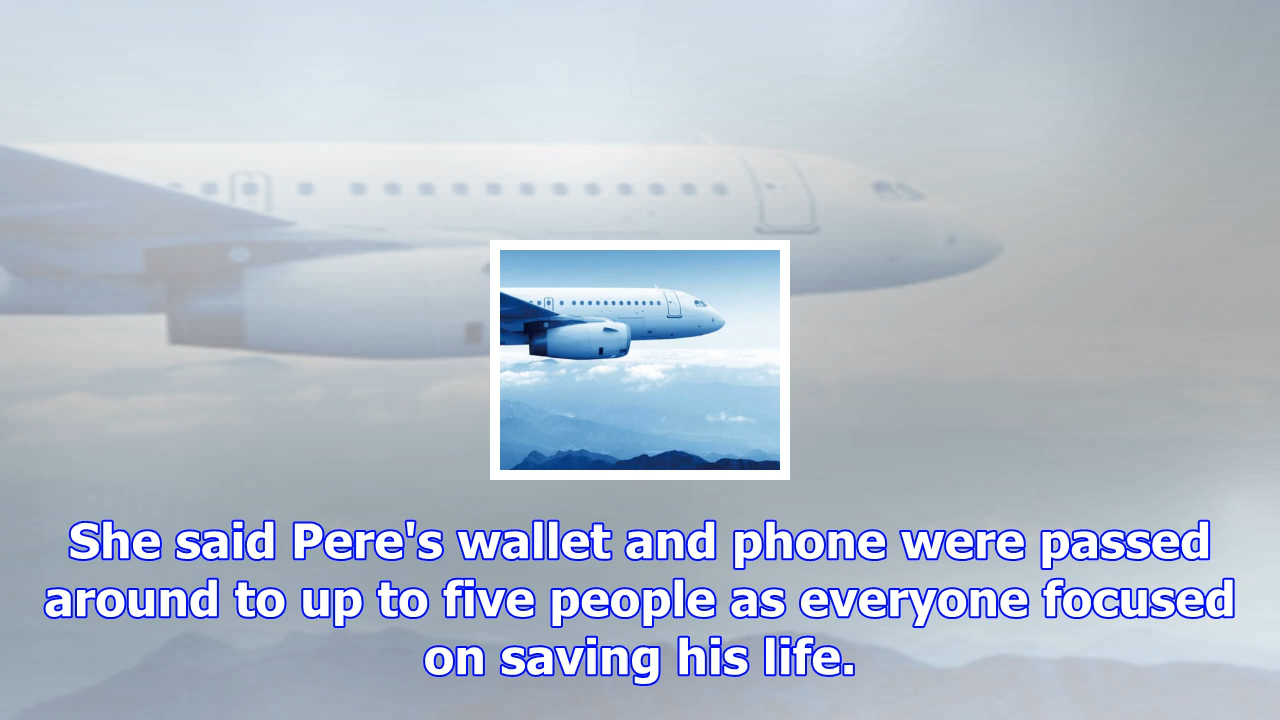 She said Pere's wallet and phone were passed
around to up to five people as everyone focused
on saving his life.